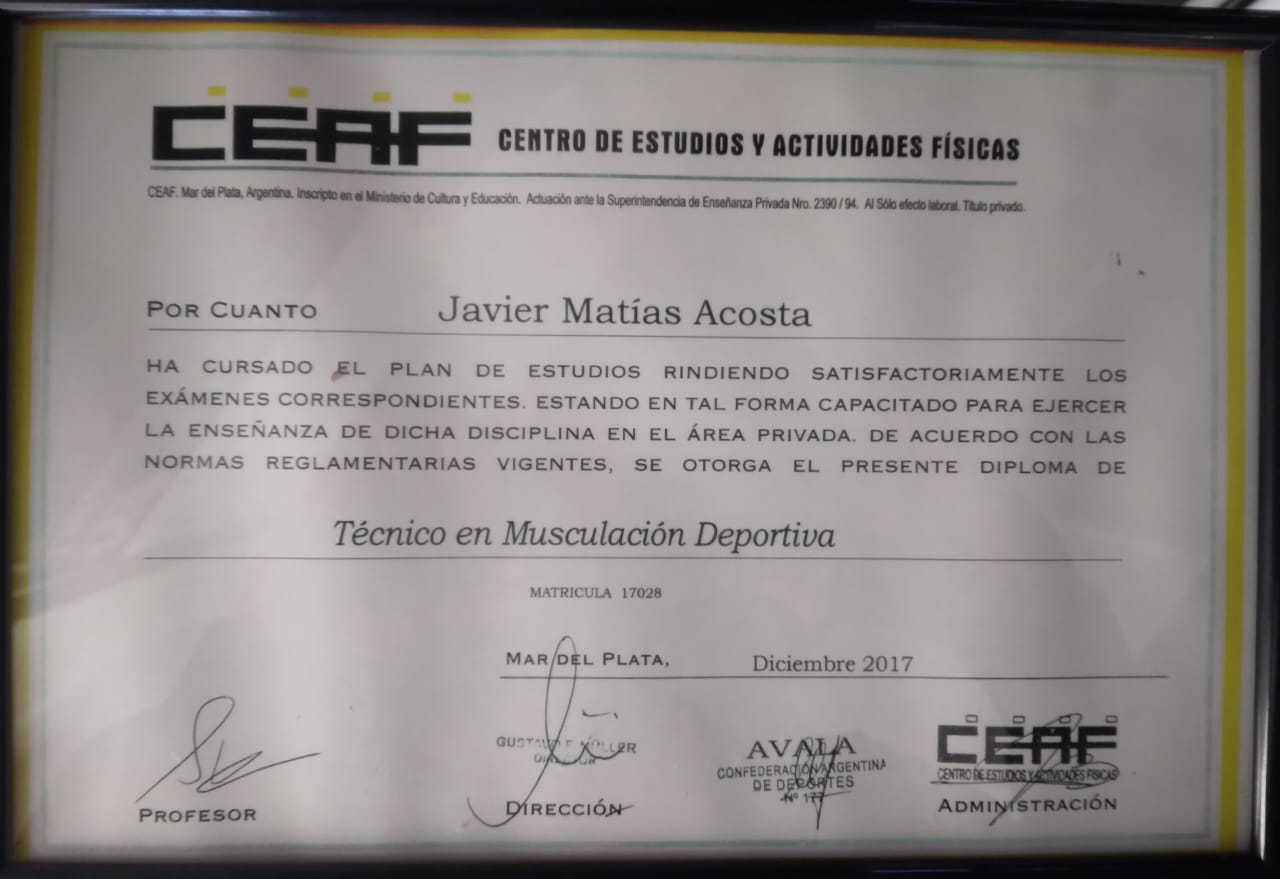 CEAF CENTRO DE ESTUDIOS Y ACTIVIDADES FÍSICAS
CEAF. Mar del Plata, Argentina. Inscripto en el Ministerio de Cultura y Educación. Actuación ante la Superintendencia de Enseñanza Privada Nro. 2390 / 94. Al Sólo efecto laboral. Título privado.
POR CUANTO Javier Matías Acosta
HA CURSADO EL PLAN DE ESTUDIOS RINDIENDO SATISFACTORIAMENTE LOS
EXÁMENES CORRESPONDIENTES. ESTANDO EN TAL FORMA CAPACITADO PARA EJERCER
LA ENSEÑANZA DE DICHA DISCIPLINA EN EL ÁREA PRIVADA. DE ACUERDO CON LAS
NORMAS REGLAMENTARIAS VIGENTES, SE OTORGA EL PRESENTE DIPLOMA DE
Técnico en Musculación Deportiva
MATRICULA 17028
MAR DEL PLATA, Diciembre 2017
GUSTAVO
DIRECTOR
AVALA
CONFEDERACIÓN ARGENTINA
DE DEPORTES
Nº 177
CEAF
CENTRO DE ESTUDIOS Y ACTIVIDADES FÍSICAS
PROFESOR
DIRECCIÓN
ADMINISTRACIÓN